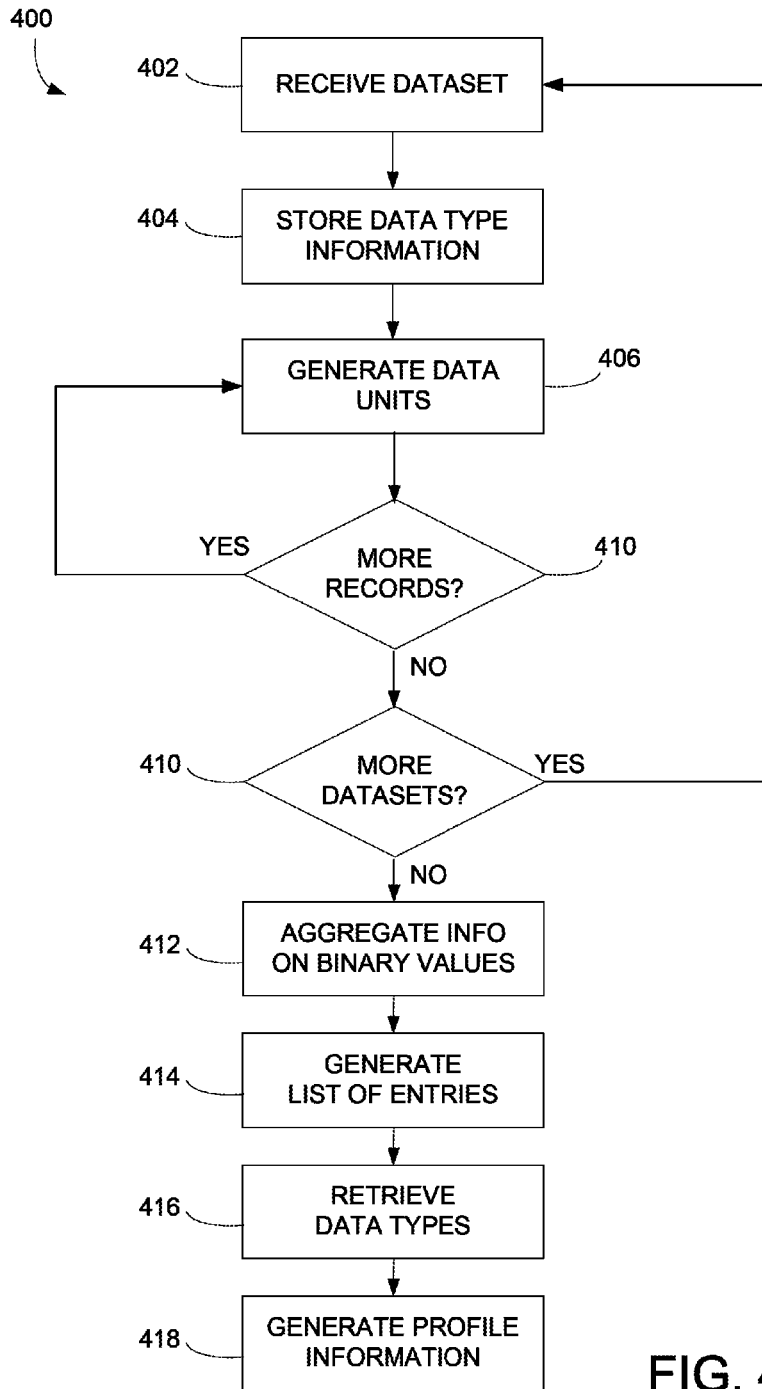 400
402
RECEIVE DATASET
404
STORE DATA TYPE
INFORMATION
GENERATE DATA
UNITS
406
YES
MORE
RECORDS?
410
NO
410
MORE
DATASETS?
YES
NO
412
AGGREGATE INFO
ON BINARY VALUES
414
GENERATE
LIST OF ENTRIES
416
RETRIEVE
DATA TYPES
418
GENERATE PROFILE
INFORMATION
FIG. 4